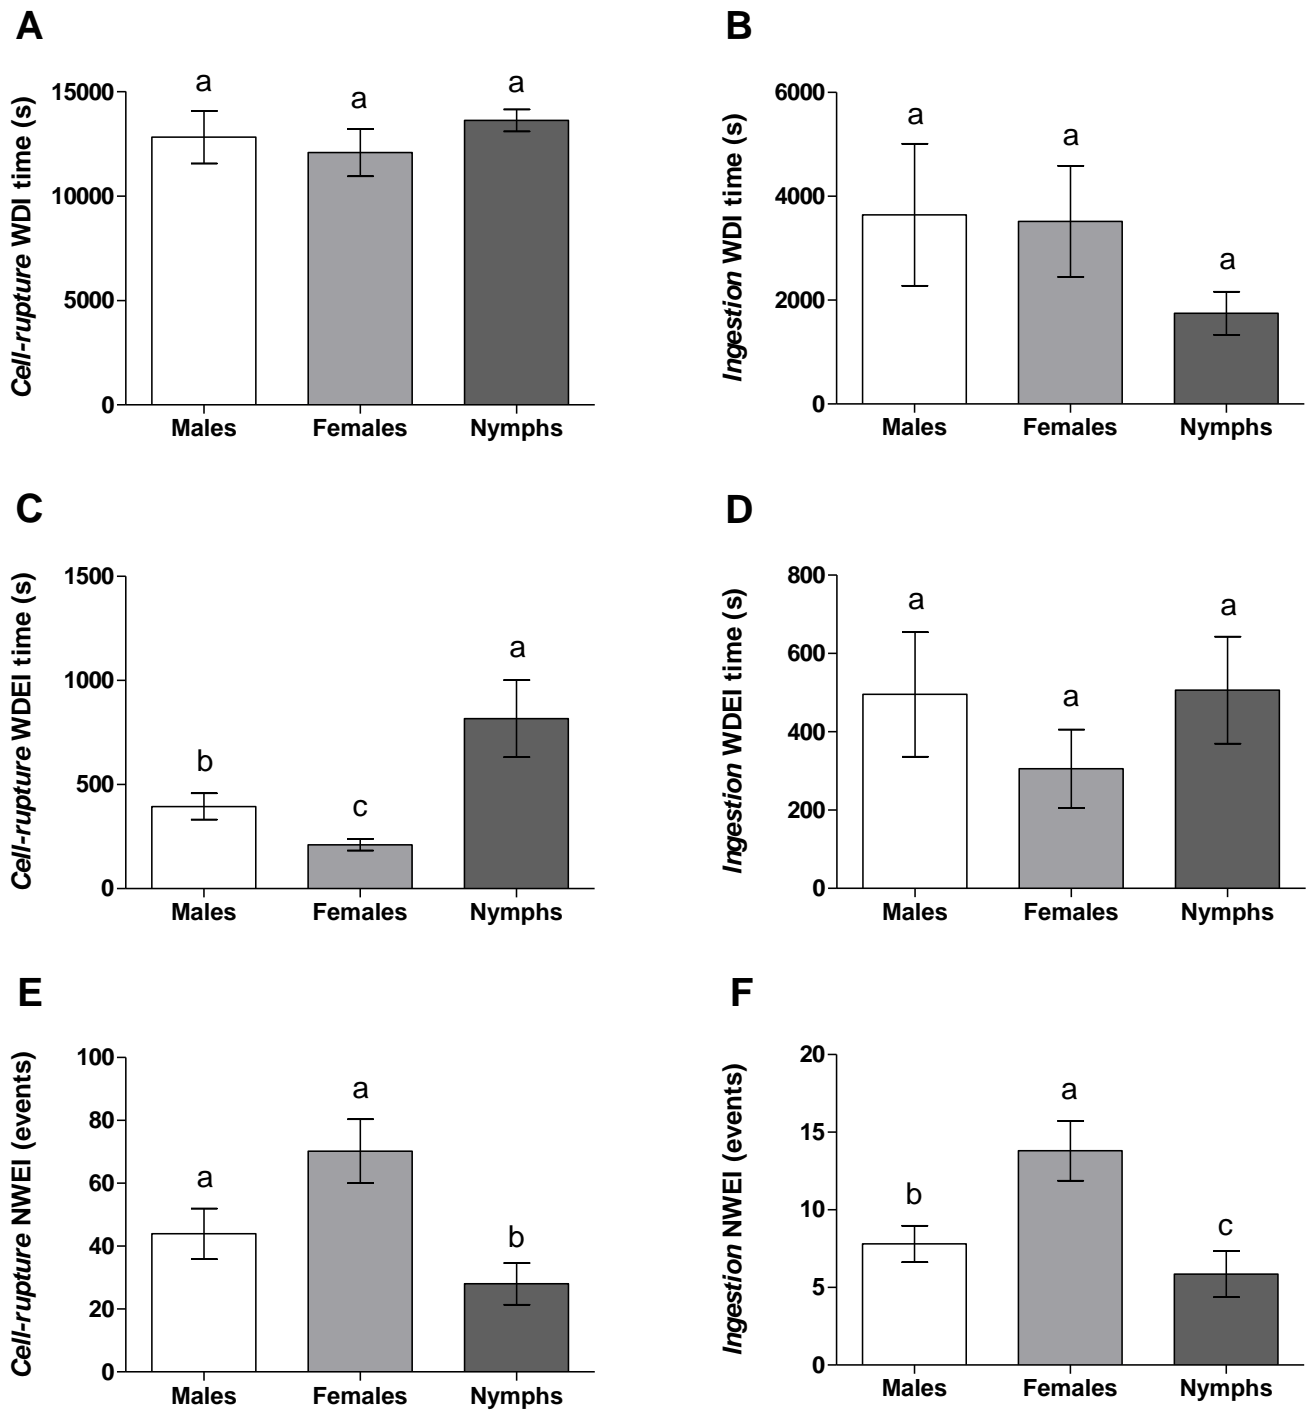 A
Cell-rupture WDI time (s)
15000
10000
5000
0
a
a
a
Males
Females
Nymphs
B
Ingestion WDI time (s)
6000
4000
2000
0
a
a
a
Males
Females
Nymphs
C
Cell-rupture WDEI time (s)
1500
1000
500
0
b
c
a
Males
Females
Nymphs
D
Ingestion WDEI time (s)
800
600
400
200
0
a
a
a
Males
Females
Nymphs
E
Cell-rupture NWEI (events)
100
80
60
40
20
0
a
a
b
Males
Females
Nymphs
F
Ingestion NWEI (events)
20
15
10
5
0
b
a
c
Males
Females
Nymphs